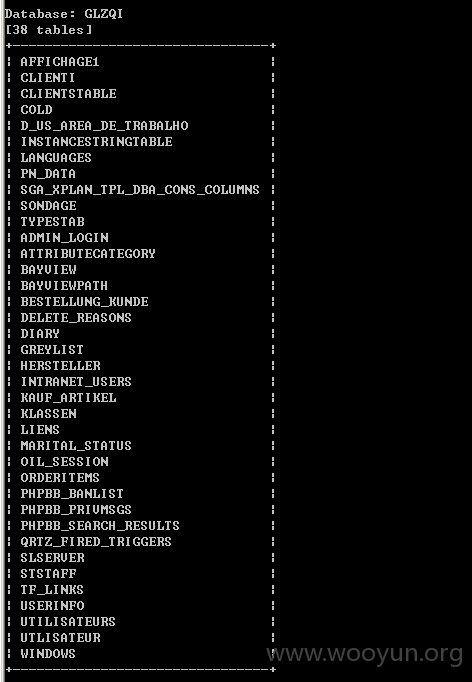 Database: GLZQI
[38 tables]
+--------------------------------+
¦ AFFICHAGE1 ¦
¦ CLIENTI ¦
¦ CLIENTSTABLE ¦
¦ COLD ¦
¦ D_US_AREA_DE_TRABALHO ¦
¦ INSTANCESTRINGTABLE ¦
¦ LANGUAGES ¦
¦ PN_DATA ¦
¦ SGA_XPLAN_TPL_DBA_CONS_COLUMNS ¦
¦ SONDAGE ¦
¦ TYPESTAB ¦
¦ ADMIN_LOGIN ¦
¦ ATTRIBUTECATEGORY ¦
¦ BAYVIEW ¦
¦ BAYVIEWPATH ¦
¦ BESTELLUNG_KUNDE ¦
¦ DELETE_REASONS ¦
¦ DIARY ¦
¦ GREYLIST ¦
¦ HERSTELLER ¦
¦ INTRANET_USERS ¦
¦ KAUF_ARTIKEL ¦
¦ KLASSEN ¦
¦ LIENS ¦
¦ MARITAL_STATUS ¦
¦ OIL_SESSION ¦
¦ ORDERITEMS ¦
¦ PHPBB_BANLIST ¦
¦ PHPBB_PRIVMSGS ¦
¦ PHPBB_SEARCH_RESULTS ¦
¦ QRTZ_FIRED_TRIGGERS ¦
¦ SLSERVER ¦
¦ STSTAFF ¦
¦ TF_LINKS ¦
¦ USERINFO ¦
¦ UTILISATEURS ¦
¦ UTLISATEUR ¦
¦ WINDOWS ¦
+--------------------------------+
www.wooyun.org